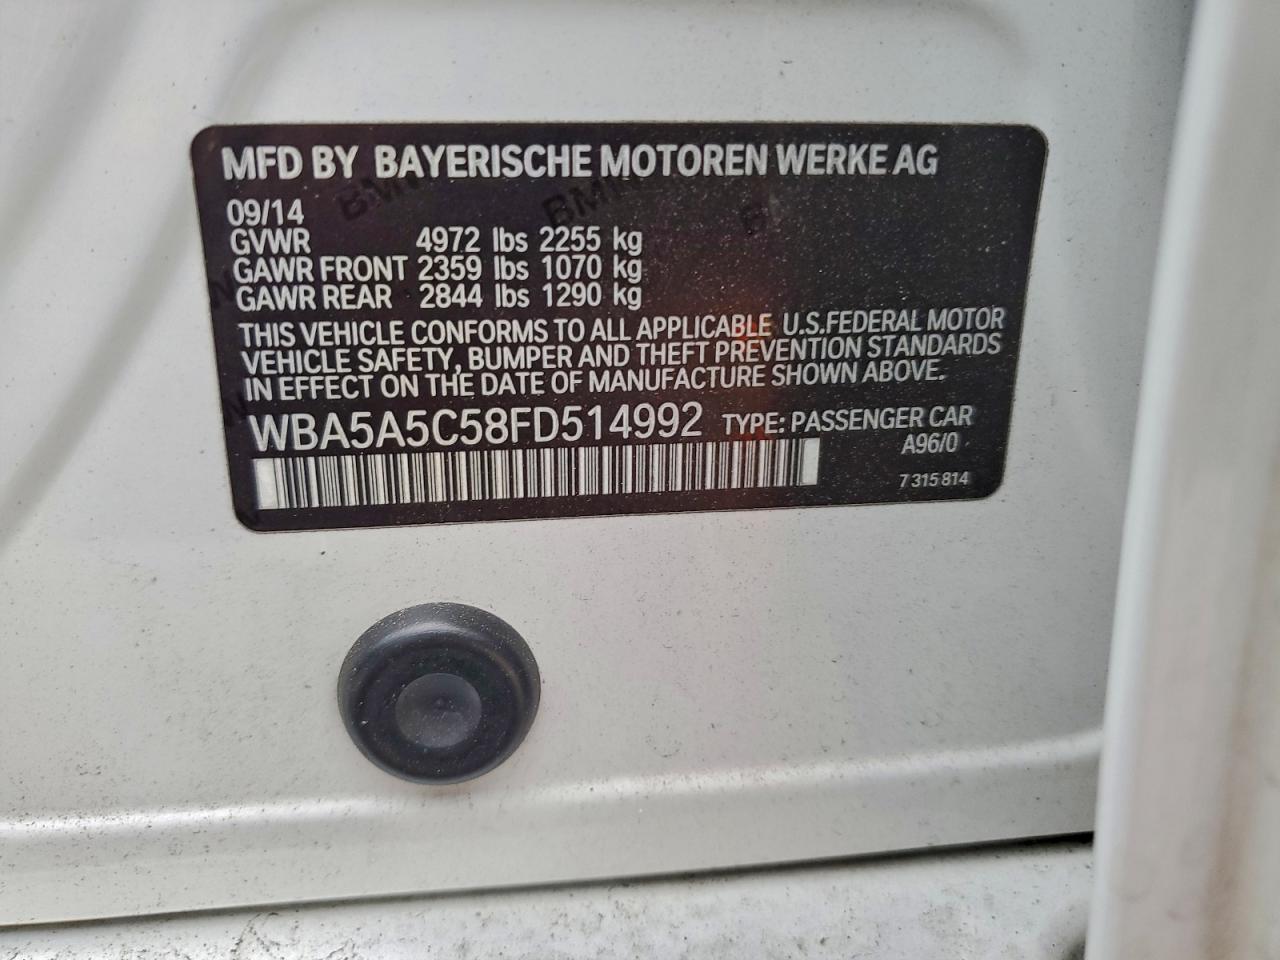 MFD BY BAYERISCHE MOTOREN WERKE AG
09/14
GVWR 4972 lbs 2255 kg
GAWR FRONT 2359 lbs 1070 kg
GAWR REAR 2844 lbs 1290 kg
THIS VEHICLE CONFORMS TO ALL APPLICABLE U.S.FEDERAL MOTOR
VEHICLE SAFETY, BUMPER AND THEFT PREVENTION STANDARDS
IN EFFECT ON THE DATE OF MANUFACTURE SHOWN ABOVE.
WBA5A5C58FD514992 TYPE: PASSENGER CAR
A96/0
7 315 814